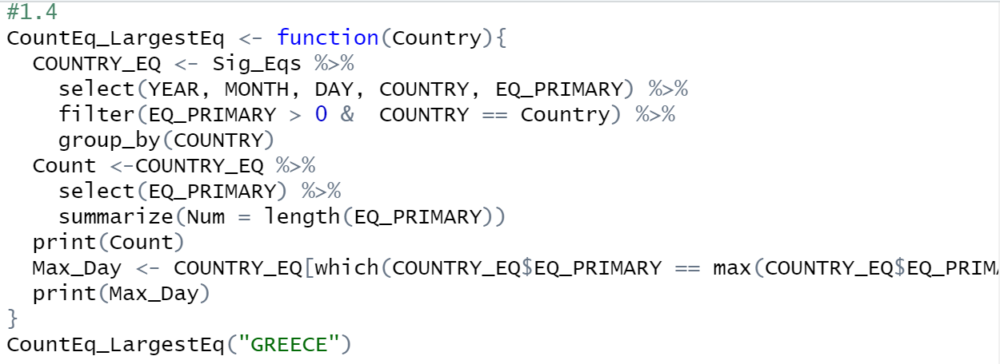 #1.4
CountEq_LargestEq <- function(Country){
  COUNTRY_EQ <- Sig_Eqs %>%
    select(YEAR, MONTH, DAY, COUNTRY, EQ_PRIMARY) %>%
    filter(EQ_PRIMARY > 0 &  COUNTRY == Country) %>%
    group_by(COUNTRY)
  Count <-COUNTRY_EQ %>%
    select(EQ_PRIMARY) %>%
    summarize(Num = length(EQ_PRIMARY))
  print(Count)
  Max_Day <- COUNTRY_EQ[which(COUNTRY_EQ$EQ_PRIMARY == max(COUNTRY_EQ$EQ_PRIM
  print(Max_Day)
}
CountEq_LargestEq("GREECE")